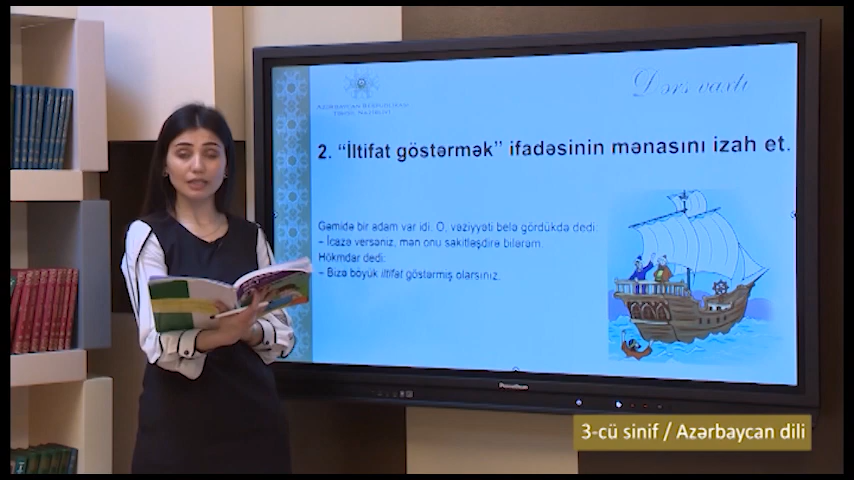 Dərs vaxtı
AZƏRBAYCAN RESPUBLİKASI
TƏHSİL NAZİRLİYİ
2. “İltifat göstərmək” ifadəsinin mənasını izah et.
Gəmidə bir adam var idi. O, vəziyyəti belə gördükdə dedi:
– İcazə versəniz, mən onu sakitləşdirə bilərəm.
Hökmdar dedi:
– Bizə böyük iltifat göstərmiş olarsınız.
Promethean
3-cü sinif / Azərbaycan dili